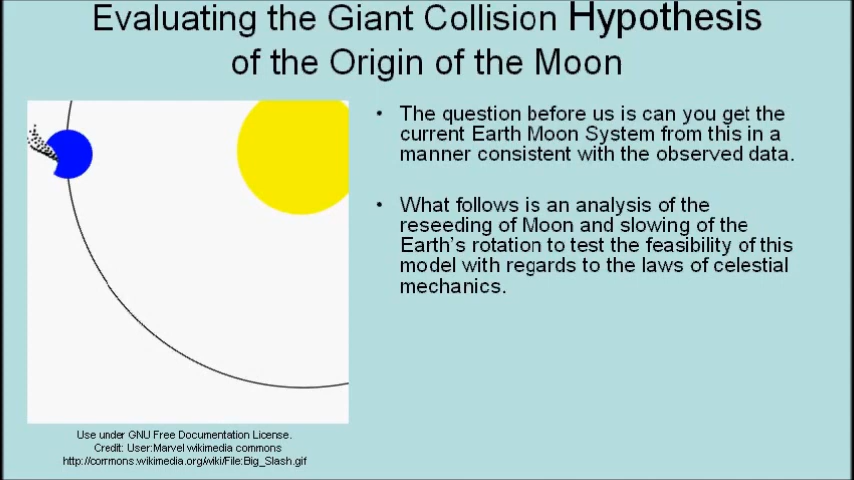 Evaluating the Giant Collision Hypothesis
of the Origin of the Moon
• The question before us is can you get the
current Earth Moon System from this in a
manner consistent with the observed data.
• What follows is an analysis of the
reseeding of Moon and slowing of the
Earth's rotation to test the feasibility of this
model with regards to the laws of celestial
mechanics.
Use under GNU Free Documentation License.
Credit: User:Marvel wikimedia commons
http://commons.wikimedia.org/wiki/File:Big_Slash.gif